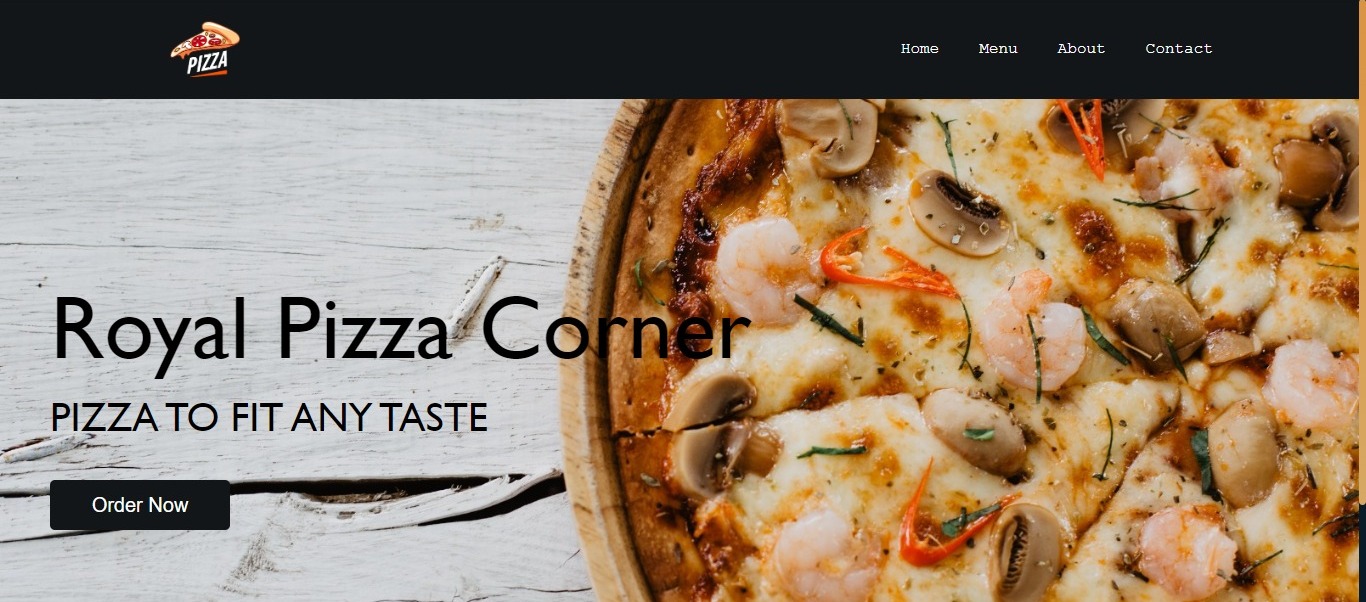 PIZZA
Home Menu About Contact
Royal Pizza Corner
PIZZA TO FIT ANY TASTE
Order Now